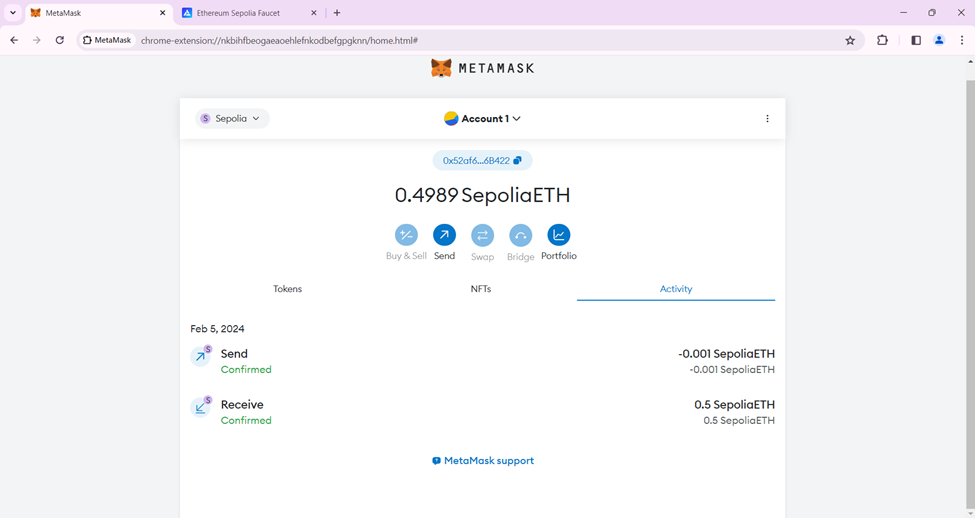 MetaMask
Ethereum Sepolia Faucet
MetaMask
chrome-extension://nkbihfbeogaeaoehlefnkodbefgpgknn/home.html#
METAMASK
S Sepolia
Account 1
0x52af6...6B422
0.4989 SepoliaETH
Buy & Sell
Send
Swap
Bridge
Portfolio
Tokens
NFTs
Activity
Feb 5, 2024
S
Send
-0.001 SepoliaETH
Confirmed
-0.001 SepoliaETH
S
Receive
0.5 SepoliaETH
Confirmed
0.5 SepoliaETH
MetaMask support